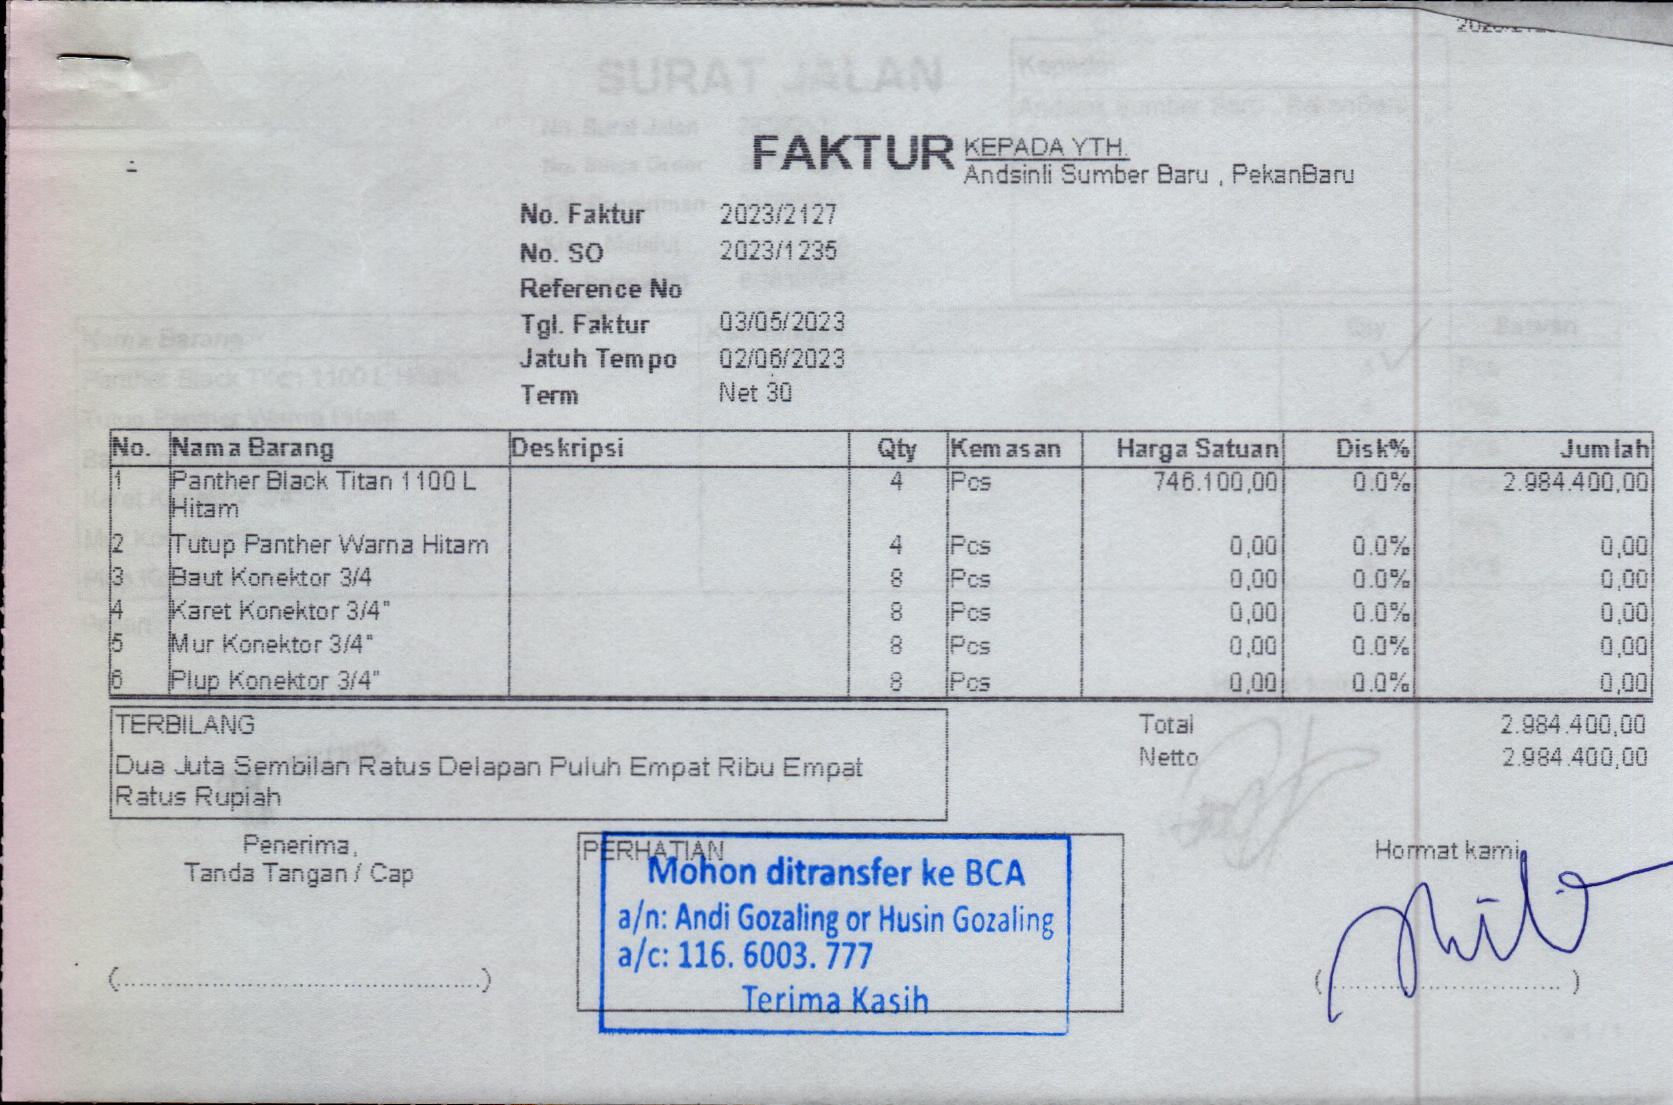 SURAT JALAN
Kepada:
FAKTUR
KEPADA YTH.
Andsinli Sumber Baru , PekanBaru
No. Faktur 2023/2127
No. SO 2023/1235
Reference No
Tgl. Faktur 03/05/2023
Jatuh Tempo 02/06/2023
Term Net 30
No. Nama Barang Deskripsi Qty Kemasan Harga Satuan Disk% Jumlah
1 Panther Black Titan 1100 L 4 Pcs 746.100,00 0.0% 2.984.400,00
Hitam
2 Tutup Panther Warna Hitam 4 Pcs 0,00 0.0% 0,00
3 Baut Konektor 3/4 8 Pcs 0,00 0.0% 0,00
4 Karet Konektor 3/4" 8 Pcs 0,00 0.0% 0,00
5 Mur Konektor 3/4" 8 Pcs 0,00 0.0% 0,00
6 Plup Konektor 3/4" 8 Pcs 0,00 0.0% 0,00
TERBILANG
Dua Juta Sembilan Ratus Delapan Puluh Empat Ribu Empat
Ratus Rupiah
Total 2.984.400,00
Netto 2.984.400,00
Penerima,
Tanda Tangan / Cap
(..............................................)
PERHATIAN
Mohon ditransfer ke BCA
a/n: Andi Gozaling or Husin Gozaling
a/c: 116. 6003. 777
Terima Kasih
Hormat kami,
(..............................)